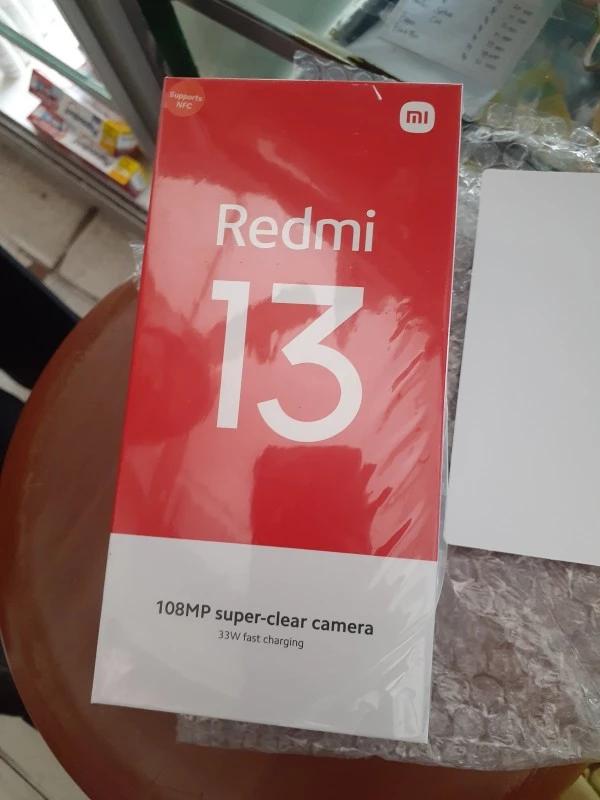 Supports
NFC
mi
Redmi
13
108MP super-clear camera
33W fast charging